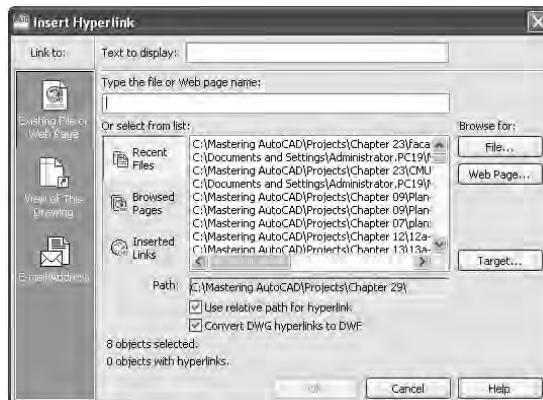 Insert Hyperlink
Link to:
Text to display:
Type the file or Web page name:
Existing File or
Web Page
Or select from list:
Browse for:
Recent
Files
Browsed
Pages
Inserted
Links
C:\Mastering AutoCAD\Projects\Chapter 23\faca
C:\Documents and Settings\Administrator.PC19\M
C:\Mastering AutoCAD\Projects\Chapter 23\CMU
C:\Documents and Settings\Administrator.PC19\M
C:\Mastering AutoCAD\Projects\Chapter 09\Plan-
C:\Mastering AutoCAD\Projects\Chapter 09\Plan-
C:\Mastering AutoCAD\Projects\Chapter 07\plan-
C:\Mastering AutoCAD\Projects\Chapter 12\12a-
C:\Mastering AutoCAD\Projects\Chapter 13\13a-
File...
Web Page...
View of This
Drawing
E-mail Address
Target...
Path: C:\Mastering AutoCAD\Projects\Chapter 29\
Use relative path for hyperlink
Convert DWG hyperlinks to DWF
8 objects selected.
0 objects with hyperlinks.
OK
Cancel
Help